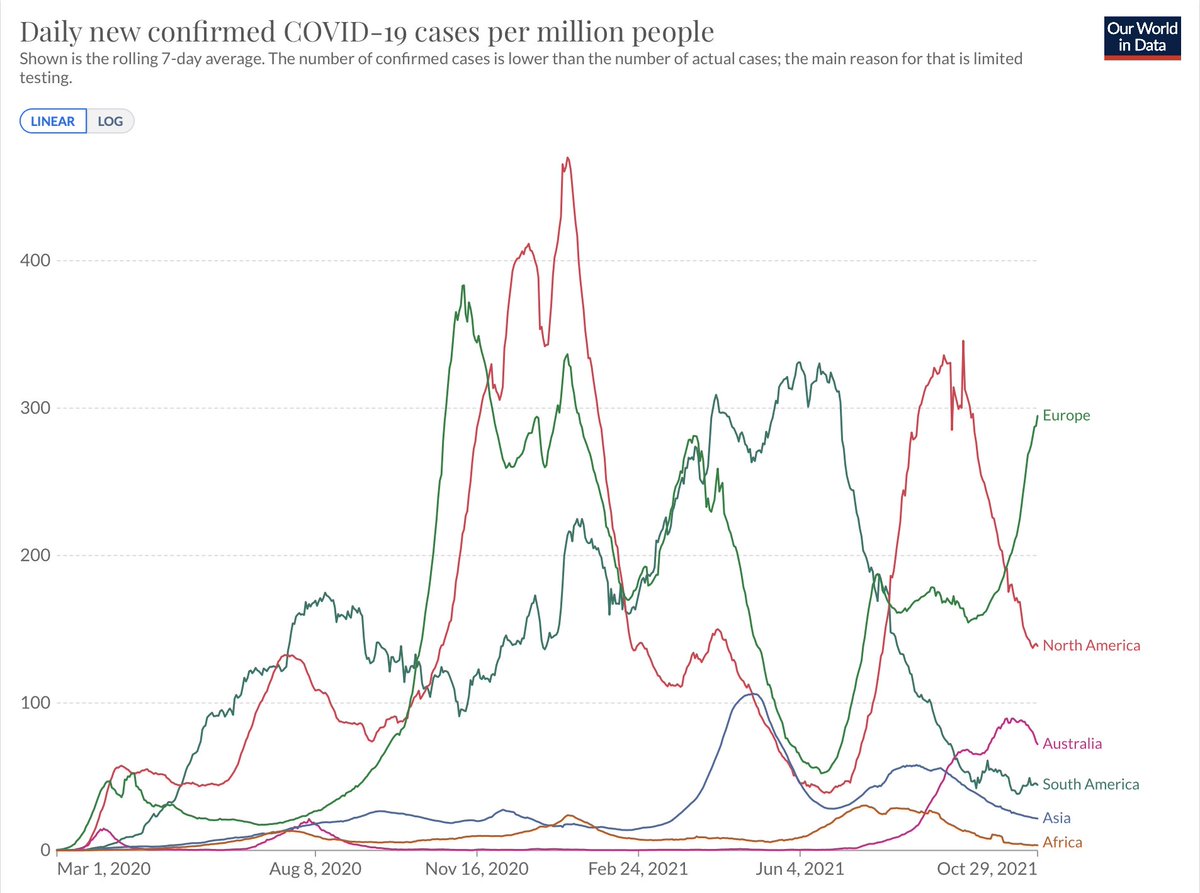 Daily new confirmed COVID-19 cases per million people
Our World
in Data
Shown is the rolling 7-day average. The number of confirmed cases is lower than the number of actual cases; the main reason for that is limited
testing.
LINEAR LOG
400
300
Europe
200
North America
100
Australia
South America
Asia
Africa
0
Mar 1, 2020 Aug 8, 2020 Nov 16, 2020 Feb 24, 2021 Jun 4, 2021 Oct 29, 2021